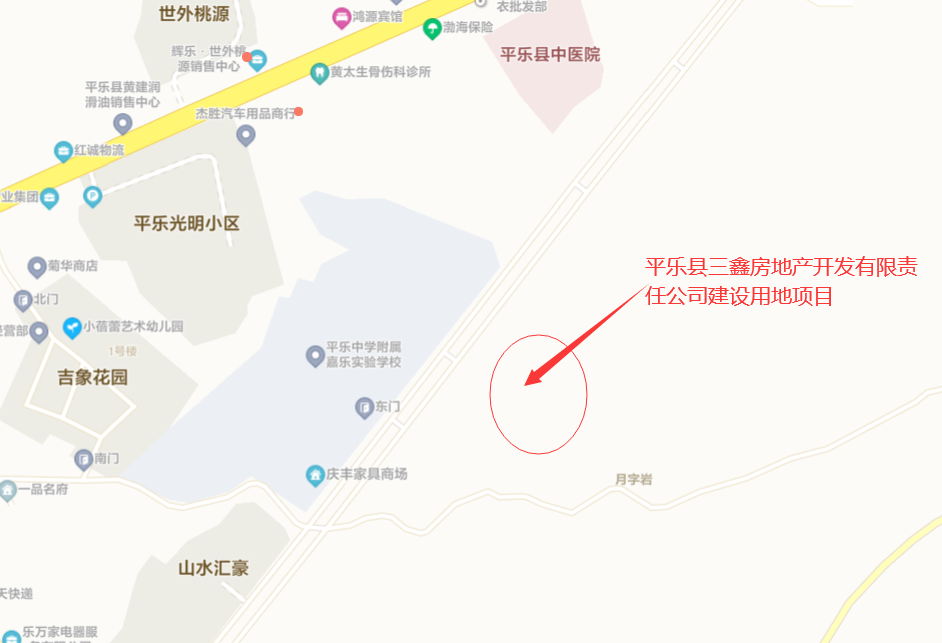 世外桃源
鸿源宾馆
衣批发部
渤海保险
辉乐·世外桃
源销售中心
平乐县中医院
黄太生骨伤科诊所
平乐县黄建润
滑油销售中心
杰胜汽车用品商行
红诚物流
业集团
P
平乐光明小区
菊华商店
平乐县三鑫房地产开发有限责
任公司建设用地项目
北门
小蓓蕾艺术幼儿园
营部
1号楼
平乐中学附属
嘉乐实验学校
吉象花园
东门
南门
庆丰家具商场
月字岩
一品名府
山水汇豪
天快递
乐万家电器服